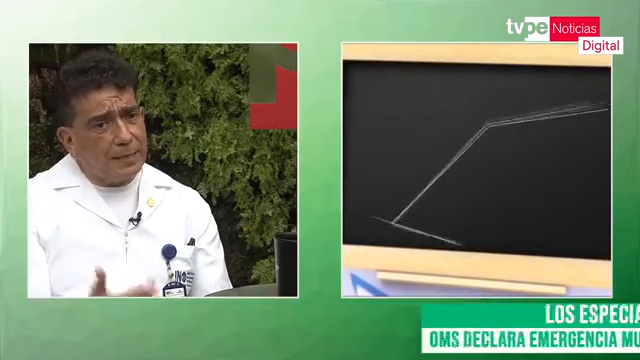 tvpe Noticias
Digital
LOS ESPECIA
OMS DECLARA EMERGENCIA MU